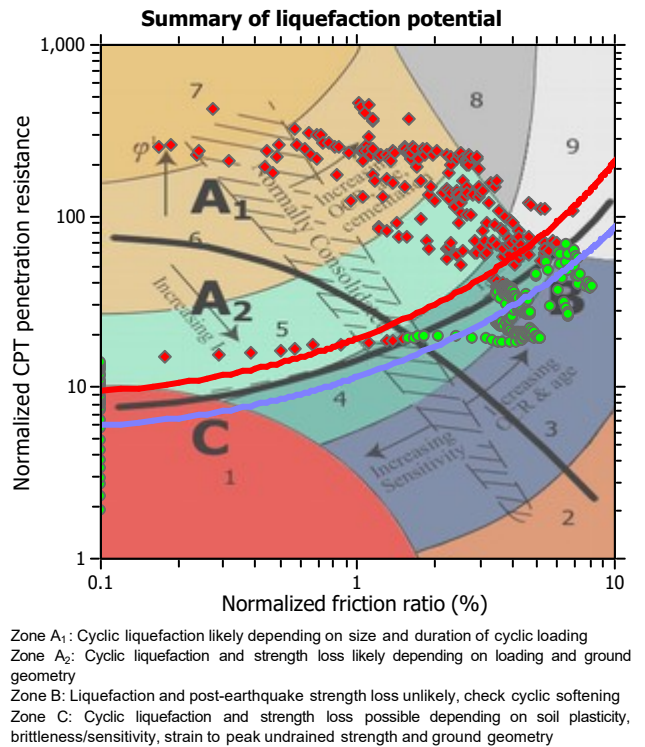 Summary of liquefaction potential
Normalized CPT penetration resistance
1,000
100
10
1
7
8
9
φ'
A1
Normally Consolidated
Increasing
OCR, age,
cementation
6
A2
Increasing
5
4
B
Increasing
OCR & age
C
3
Increasing
Sensitivity
1
2
0.1
1
10
Normalized friction ratio (%)
Zone A1: Cyclic liquefaction likely depending on size and duration of cyclic loading
Zone A2: Cyclic liquefaction and strength loss likely depending on loading and ground
geometry
Zone B: Liquefaction and post-earthquake strength loss unlikely, check cyclic softening
Zone C: Cyclic liquefaction and strength loss possible depending on soil plasticity,
brittleness/sensitivity, strain to peak undrained strength and ground geometry